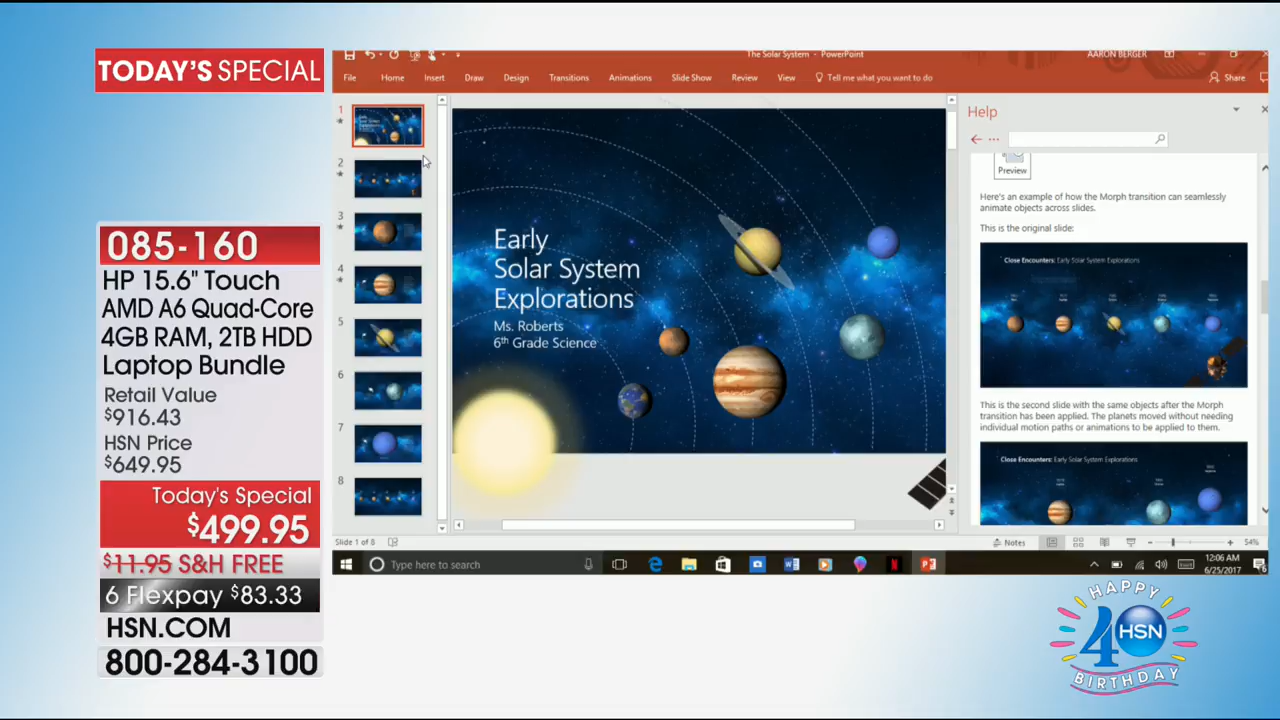 TODAY'S SPECIAL
085-160
HP 15.6" Touch
AMD A6 Quad-Core
4GB RAM, 2TB HDD
Laptop Bundle
Retail Value
$916.43
HSN Price
$649.95
Today's Special
$499.95
$11.95 S&H FREE
6 Flexpay $83.33
HSN.COM
800-284-3100
The Solar System - PowerPoint
AARON BERGER
File Home Insert Draw Design Transitions Animations Slide Show Review View Tell me what you want to do Share
1
2
3
4
5
6
7
8
Early
Solar System
Explorations
Ms. Roberts
6th Grade Science
Help
Preview
Here's an example of how the Morph transition can seamlessly
animate objects across slides.
This is the original slide:
Close Encounters: Early Solar System Explorations
This is the second slide with the same objects after the Morph
transition has been applied. The planets moved without needing
individual motion paths or animations to be applied to them.
Close Encounters: Early Solar System Explorations
Slide 1 of 8
Notes
54%
Type here to search
12:06 AM
6/25/2017
HAPPY
40
HSN
BIRTHDAY